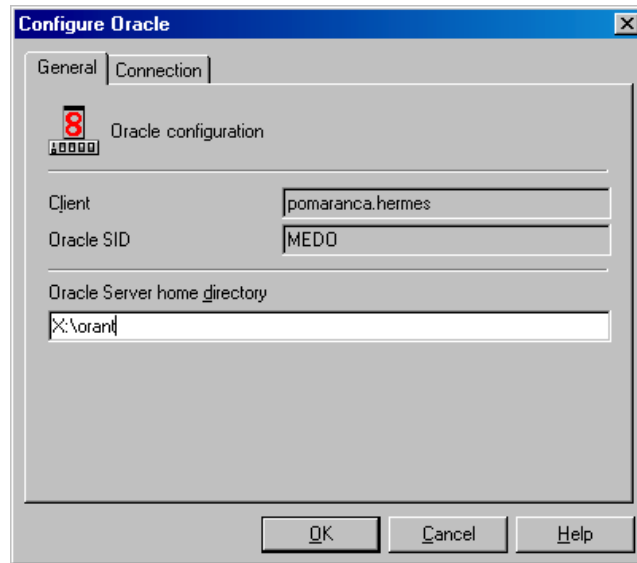 Configure Oracle
General Connection
8
Oracle configuration
Client pomaranca.hermes
Oracle SID MEDO
Oracle Server home directory
X:\orant
OK Cancel Help